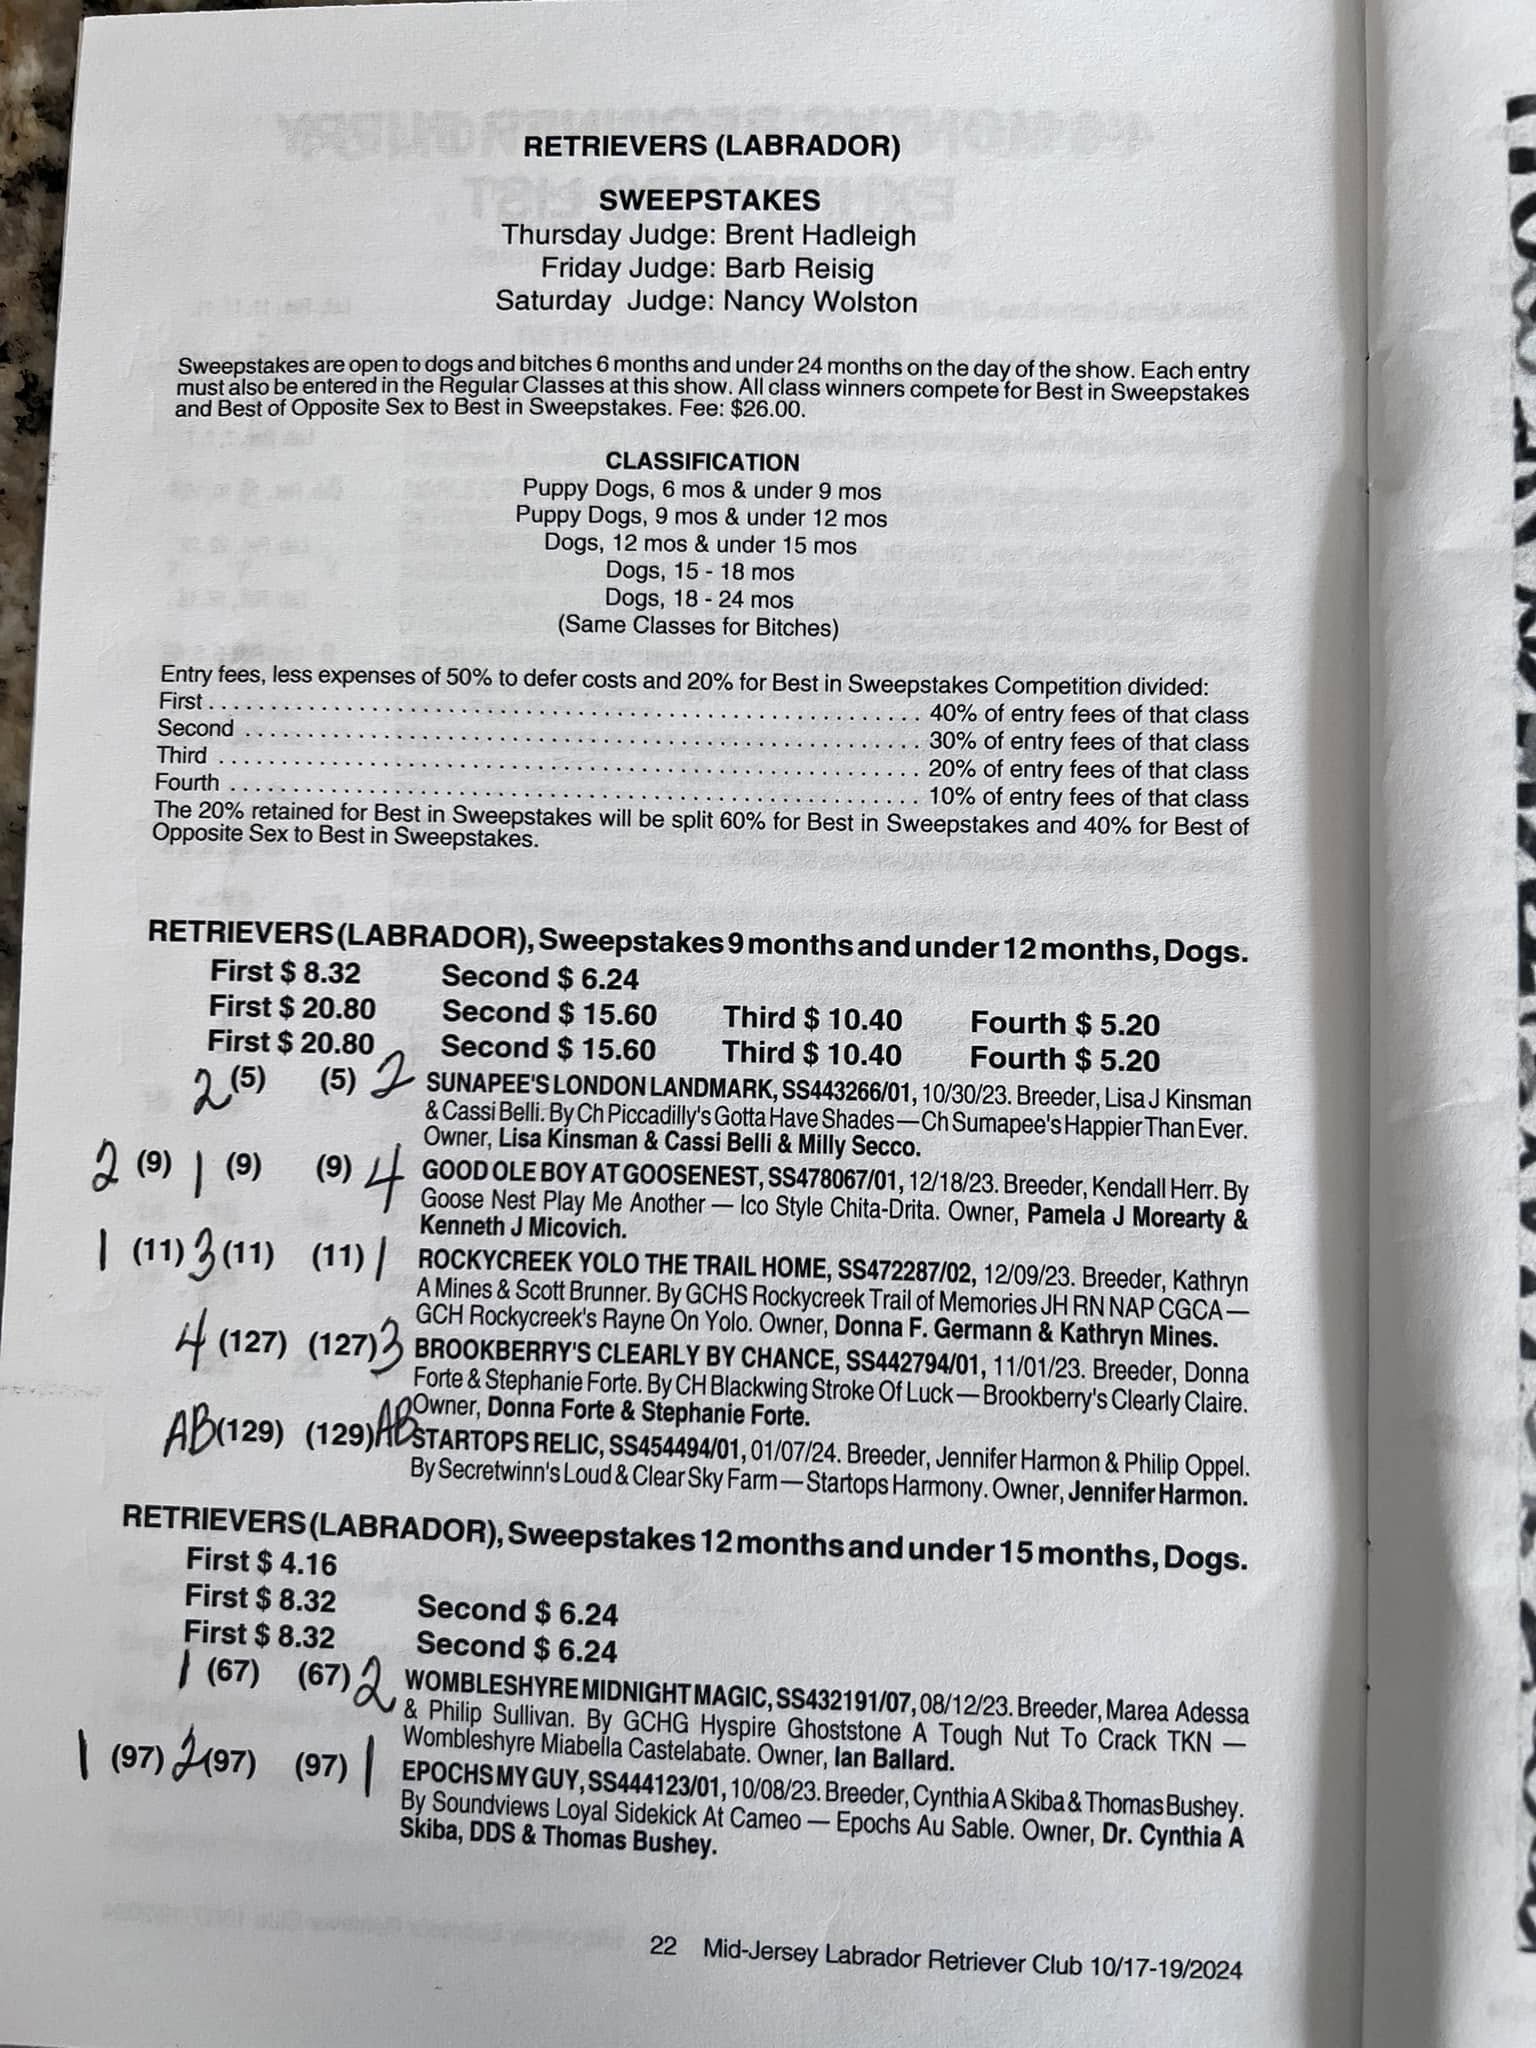 RETRIEVERS (LABRADOR)
SWEEPSTAKES
Thursday Judge: Brent Hadleigh
Friday Judge: Barb Reisig
Saturday Judge: Nancy Wolston
Sweepstakes are open to dogs and bitches 6 months and under 24 months on the day of the show. Each entry
must also be entered in the Regular Classes at this show. All class winners compete for Best in Sweepstakes
and Best of Opposite Sex to Best in Sweepstakes. Fee: $26.00.
CLASSIFICATION
Puppy Dogs, 6 mos & under 9 mos
Puppy Dogs, 9 mos & under 12 mos
Dogs, 12 mos & under 15 mos
Dogs, 15 - 18 mos
Dogs, 18 - 24 mos
(Same Classes for Bitches)
Entry fees, less expenses of 50% to defer costs and 20% for Best in Sweepstakes Competition divided:
First . . . . . . . . . . . . . . . . . . . . 40% of entry fees of that class
Second . . . . . . . . . . . . . . . . . . . . 30% of entry fees of that class
Third . . . . . . . . . . . . . . . . . . . . 20% of entry fees of that class
Fourth . . . . . . . . . . . . . . . . . . . . 10% of entry fees of that class
The 20% retained for Best in Sweepstakes will be split 60% for Best in Sweepstakes and 40% for Best of
Opposite Sex to Best in Sweepstakes.
RETRIEVERS (LABRADOR), Sweepstakes 9 months and under 12 months, Dogs.
First $ 8.32 Second $ 6.24
First $ 20.80 Second $ 15.60 Third $ 10.40 Fourth $ 5.20
First $ 20.80 Second $ 15.60 Third $ 10.40 Fourth $ 5.20
2 (5) (5) 2 SUNAPEE'S LONDON LANDMARK, SS443266/01, 10/30/23. Breeder, Lisa J Kinsman
& Cassi Belli. By Ch Piccadilly's Gotta Have Shades — Ch Sumapee's Happier Than Ever.
Owner, Lisa Kinsman & Cassi Belli & Milly Secco.
2 (9) 1 (9) (9) 4 GOOD OLE BOY AT GOOSENEST, SS478067/01, 12/18/23. Breeder, Kendall Herr. By
Goose Nest Play Me Another — Ico Style Chita-Drita. Owner, Pamela J Morearty &
Kenneth J Micovich.
1 (11) 3 (11) (11) 1 ROCKYCREEK YOLO THE TRAIL HOME, SS472287/02, 12/09/23. Breeder, Kathryn
A Mines & Scott Brunner. By GCHS Rockycreek Trail of Memories JH RN NAP CGCA —
GCH Rockycreek's Rayne On Yolo. Owner, Donna F. Germann & Kathryn Mines.
4 (127) (127) 3 BROOKBERRY'S CLEARLY BY CHANCE, SS442794/01, 11/01/23. Breeder, Donna
Forte & Stephanie Forte. By CH Blackwing Stroke Of Luck — Brookberry's Clearly Claire.
Owner, Donna Forte & Stephanie Forte.
AB (129) (129) AB STARTOPS RELIC, SS454494/01, 01/07/24. Breeder, Jennifer Harmon & Philip Oppel.
By Secretwinn's Loud & Clear Sky Farm — Startops Harmony. Owner, Jennifer Harmon.
RETRIEVERS (LABRADOR), Sweepstakes 12 months and under 15 months, Dogs.
First $ 4.16
First $ 8.32 Second $ 6.24
First $ 8.32 Second $ 6.24
1 (67) (67) 2 WOMBLESHYRE MIDNIGHT MAGIC, SS432191/07, 08/12/23. Breeder, Marea Adessa
& Philip Sullivan. By GCHG Hyspire Ghoststone A Tough Nut To Crack TKN —
Wombleshyre Miabella Castelabate. Owner, Ian Ballard.
1 (97) 2 (97) (97) 1 EPOCHS MY GUY, SS444123/01, 10/08/23. Breeder, Cynthia A Skiba & Thomas Bushey.
By Soundviews Loyal Sidekick At Cameo — Epochs Au Sable. Owner, Dr. Cynthia A
Skiba, DDS & Thomas Bushey.
22 Mid-Jersey Labrador Retriever Club 10/17-19/2024